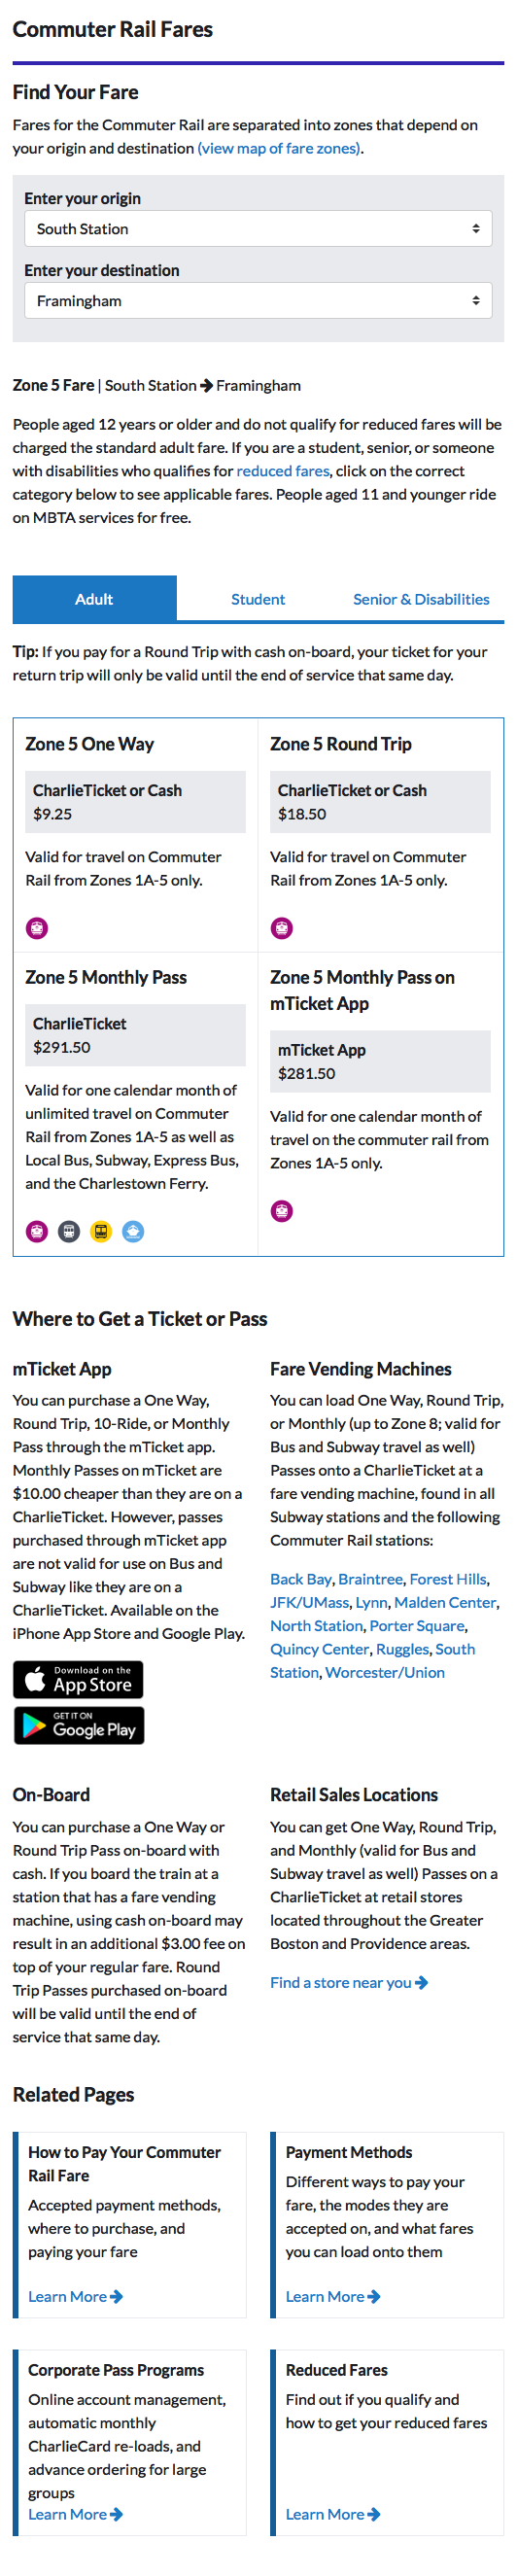 Commuter Rail Fares
Find Your Fare
Fares for the Commuter Rail are separated into zones that depend on
your origin and destination (view map of fare zones).
Enter your origin
South Station
Enter your destination
Framingham
Zone 5 Fare | South Station → Framingham
People aged 12 years or older and do not qualify for reduced fares will be
charged the standard adult fare. If you are a student, senior, or someone
with disabilities who qualifies for reduced fares, click on the correct
category below to see applicable fares. People aged 11 and younger ride
on MBTA services for free.
Adult
Student
Senior & Disabilities
Tip: If you pay for a Round Trip with cash on-board, your ticket for your
return trip will only be valid until the end of service that same day.
Zone 5 One Way
CharlieTicket or Cash
$9.25
Valid for travel on Commuter
Rail from Zones 1A-5 only.
Zone 5 Round Trip
CharlieTicket or Cash
$18.50
Valid for travel on Commuter
Rail from Zones 1A-5 only.
Zone 5 Monthly Pass
CharlieTicket
$291.50
Valid for one calendar month of
unlimited travel on Commuter
Rail from Zones 1A-5 as well as
Local Bus, Subway, Express Bus,
and the Charlestown Ferry.
Zone 5 Monthly Pass on
mTicket App
mTicket App
$281.50
Valid for one calendar month of
travel on the commuter rail from
Zones 1A-5 only.
Where to Get a Ticket or Pass
mTicket App
You can purchase a One Way,
Round Trip, 10-Ride, or Monthly
Pass through the mTicket app.
Monthly Passes on mTicket are
$10.00 cheaper than they are on a
CharlieTicket. However, passes
purchased through mTicket app
are not valid for use on Bus and
Subway like they are on a
CharlieTicket. Available on the
iPhone App Store and Google Play.
Download on the
App Store
GET IT ON
Google Play
Fare Vending Machines
You can load One Way, Round Trip,
or Monthly (up to Zone 8; valid for
Bus and Subway travel as well)
Passes onto a CharlieTicket at a
fare vending machine, found in all
Subway stations and the following
Commuter Rail stations:
Back Bay, Braintree, Forest Hills,
JFK/UMass, Lynn, Malden Center,
North Station, Porter Square,
Quincy Center, Ruggles, South
Station, Worcester/Union
On-Board
You can purchase a One Way or
Round Trip Pass on-board with
cash. If you board the train at a
station that has a fare vending
machine, using cash on-board may
result in an additional $3.00 fee on
top of your regular fare. Round
Trip Passes purchased on-board
will be valid until the end of
service that same day.
Retail Sales Locations
You can get One Way, Round Trip,
and Monthly (valid for Bus and
Subway travel as well) Passes on a
CharlieTicket at retail stores
located throughout the Greater
Boston and Providence areas.
Find a store near you →
Related Pages
How to Pay Your Commuter
Rail Fare
Accepted payment methods,
where to purchase, and
paying your fare
Learn More →
Payment Methods
Different ways to pay your
fare, the modes they are
accepted on, and what fares
you can load onto them
Learn More →
Corporate Pass Programs
Online account management,
automatic monthly
CharlieCard re-loads, and
advance ordering for large
groups
Learn More →
Reduced Fares
Find out if you qualify and
how to get your reduced fares
Learn More →